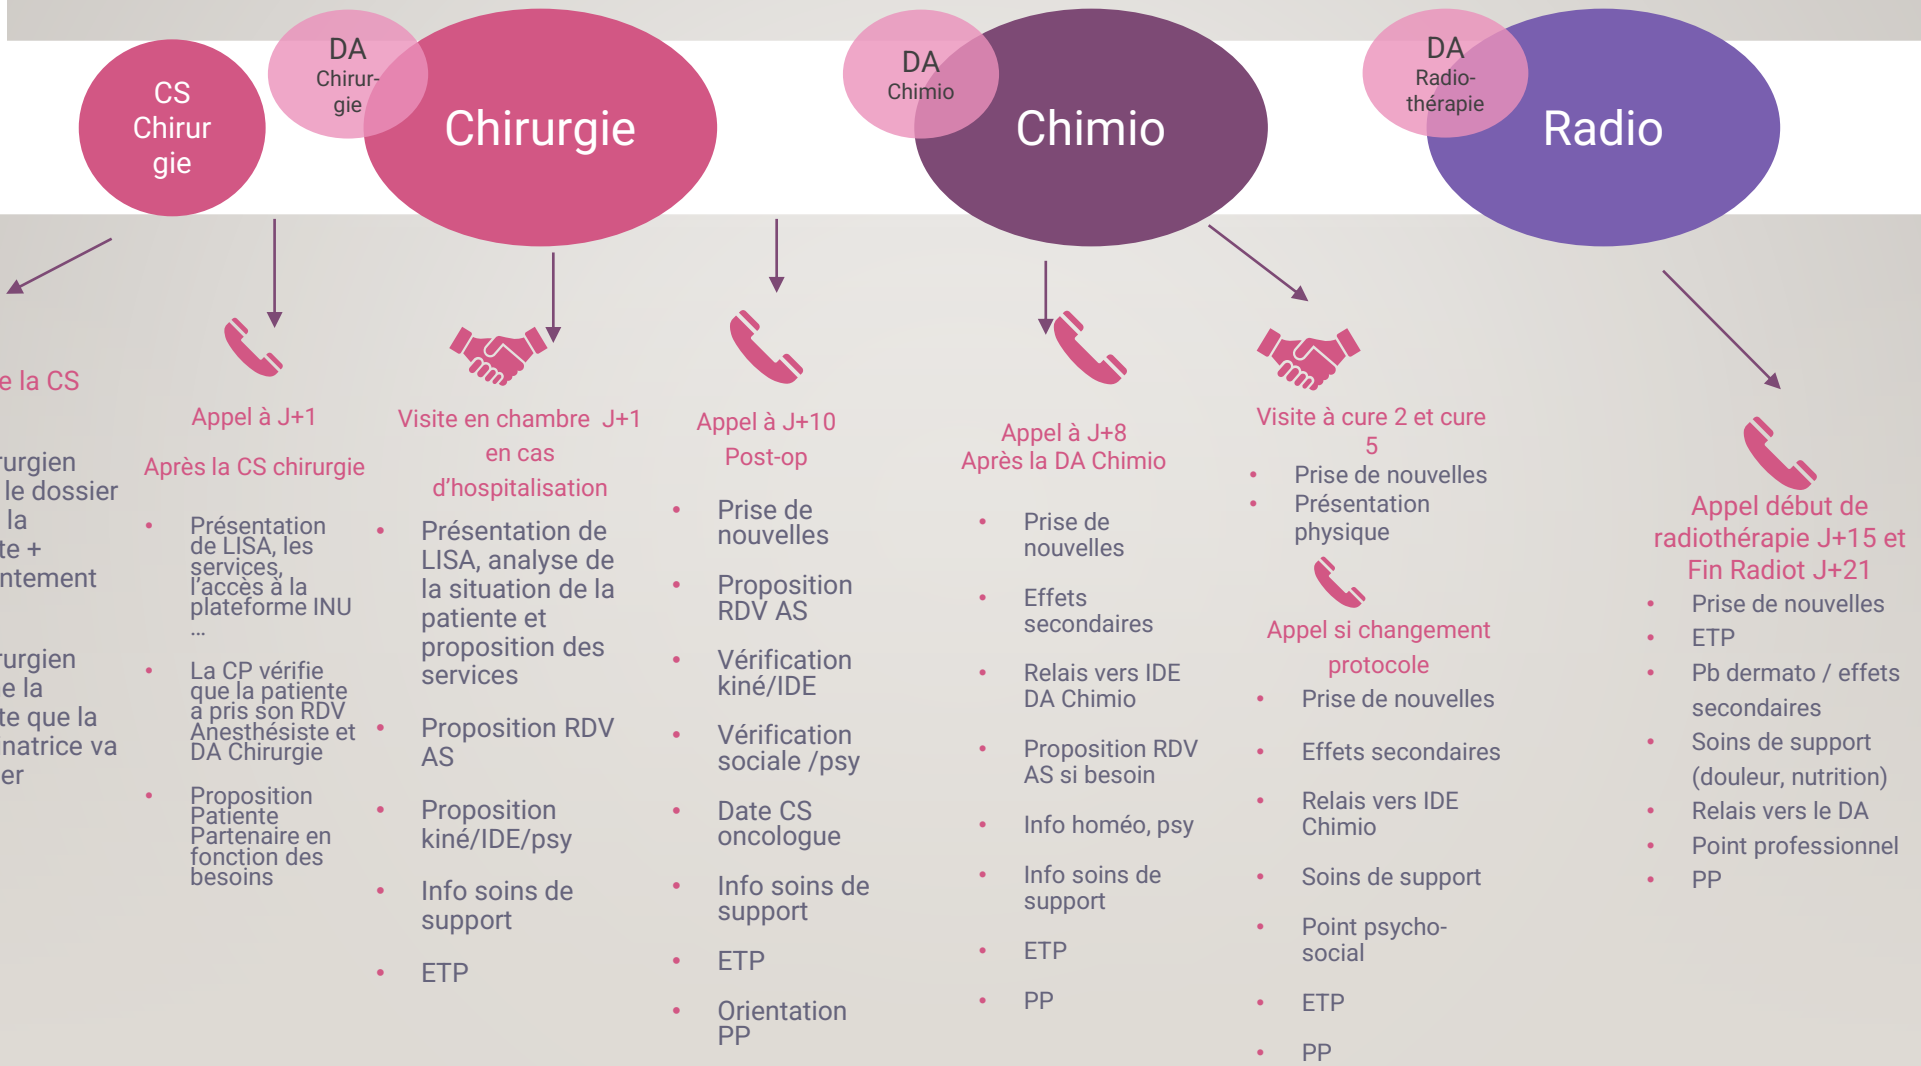 CS
Chirur
gie
DA
Chirur-
gie
Chirurgie
DA
Chimio
Chimio
DA
Radio-
thérapie
Radio
la CS
le dossier
la
+
va
Appel à J+1
Après la CS chirurgie
• Présentation
de LISA, les
services,
l'accès à la
plateforme INU
...
• La CP vérifie
que la patiente
a pris son RDV
Anesthésiste et
DA Chirurgie
• Proposition
Patiente
Partenaire en
fonction des
besoins
Visite en chambre J+1
en cas
d'hospitalisation
• Présentation de
LISA, analyse de
la situation de la
patiente et
proposition des
services
• Proposition RDV
AS
• Proposition
kiné/IDE/psy
• Info soins de
support
• ETP
Appel à J+10
Post-op
• Prise de
nouvelles
• Proposition
RDV AS
• Vérification
kiné/IDE
• Vérification
sociale /psy
• Date CS
oncologue
• Info soins de
support
• ETP
• Orientation
PP
Appel à J+8
Après la DA Chimio
• Prise de
nouvelles
• Effets
secondaires
• Relais vers IDE
DA Chimio
• Proposition RDV
AS si besoin
• Info homéo, psy
• Info soins de
support
• ETP
• PP
Visite à cure 2 et cure
5
• Prise de nouvelles
• Présentation
physique
Appel si changement
protocole
• Prise de nouvelles
• Effets secondaires
• Relais vers IDE
Chimio
• Soins de support
• Point psycho-
social
• ETP
• PP
Appel début de
radiothérapie J+15 et
Fin Radiot J+21
• Prise de nouvelles
• ETP
• Pb dermato / effets
secondaires
• Soins de support
(douleur, nutrition)
• Relais vers le DA
• Point professionnel
• PP